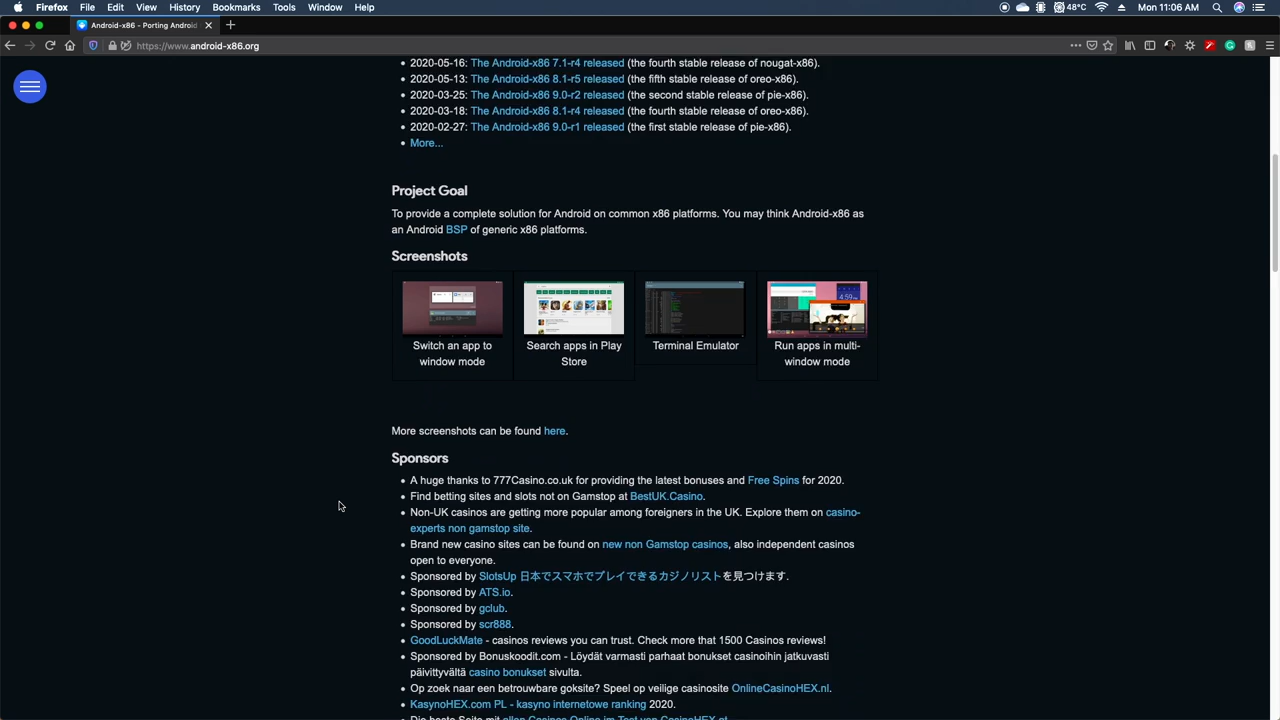 Firefox File Edit View History Bookmarks Tools Window Help 48°C Mon 11:06 AM
Android-x86 - Porting Android
https://www.android-x86.org
2020-05-16: The Android-x86 7.1-r4 released (the fourth stable release of nougat-x86).
2020-05-13: The Android-x86 8.1-r5 released (the fifth stable release of oreo-x86).
2020-03-25: The Android-x86 9.0-r2 released (the second stable release of pie-x86).
2020-03-18: The Android-x86 8.1-r4 released (the fourth stable release of oreo-x86).
2020-02-27: The Android-x86 9.0-r1 released (the first stable release of pie-x86).
More...
Project Goal
To provide a complete solution for Android on common x86 platforms. You may think Android-x86 as
an Android BSP of generic x86 platforms.
Screenshots
4:59
Switch an app to
window mode
Search apps in Play
Store
Terminal Emulator
Run apps in multi-
window mode
More screenshots can be found here.
Sponsors
A huge thanks to 777Casino.co.uk for providing the latest bonuses and Free Spins for 2020.
Find betting sites and slots not on Gamstop at BestUK.Casino.
Non-UK casinos are getting more popular among foreigners in the UK. Explore them on casino-
experts non gamstop site.
Brand new casino sites can be found on new non Gamstop casinos, also independent casinos
open to everyone.
Sponsored by SlotsUp 日本でスマホでプレイできるカジノリストを見つけます.
Sponsored by ATS.io.
Sponsored by gclub.
Sponsored by scr888.
GoodLuckMate - casinos reviews you can trust. Check more that 1500 Casinos reviews!
Sponsored by Bonuskoodit.com - Löydät varmasti parhaat bonukset casinoihin jatkuvasti
päivittyvältä casino bonukset sivulta.
Op zoek naar een betrouwbare goksite? Speel op veilige casinosite OnlineCasinoHEX.nl.
KasynoHEX.com PL - kasyno internetowe ranking 2020.
Die beste Seite mit allen Casinos Online im Test von CasinoHEX.at